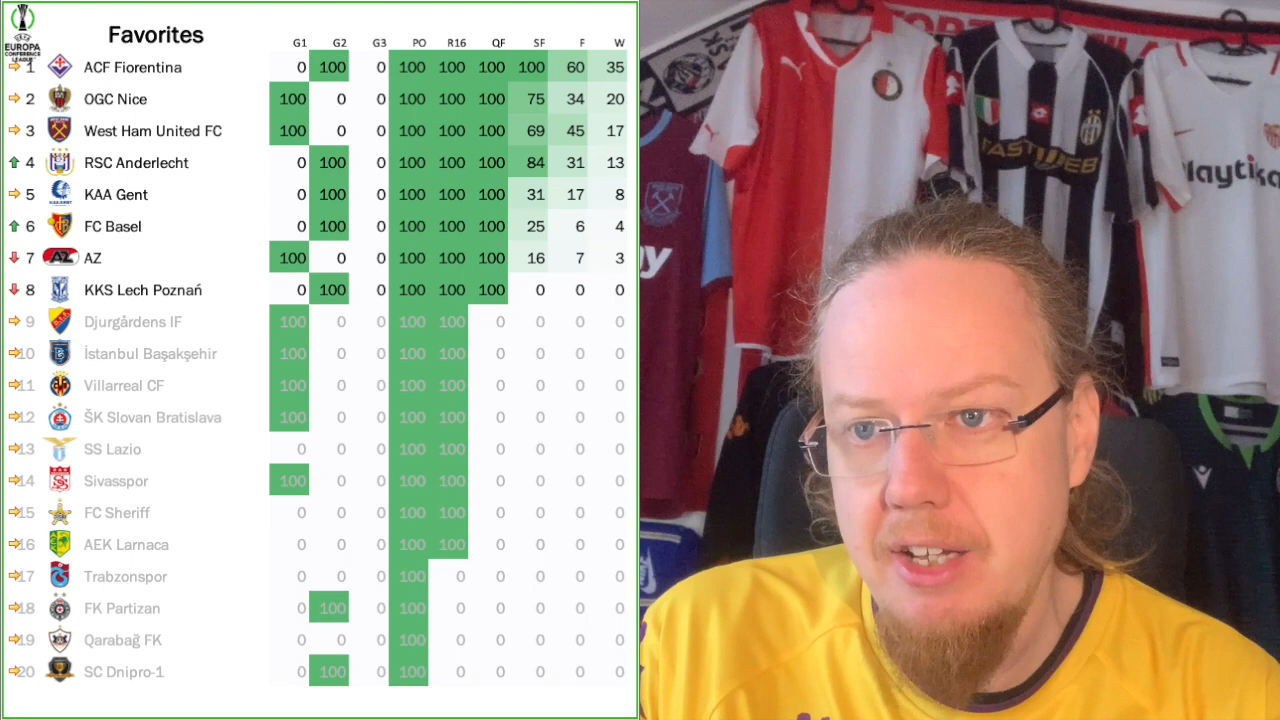 UEFA
EUROPA
CONFERENCE
LEAGUE
Favorites
G1 G2 G3 PO R16 QF SF F W
1 ACF Fiorentina 0 100 0 100 100 100 100 60 35
2 OGC Nice 100 0 0 100 100 100 75 34 20
3 West Ham United FC 100 0 0 100 100 100 69 45 17
4 RSC Anderlecht 0 100 0 100 100 100 84 31 13
5 KAA Gent 0 100 0 100 100 100 31 17 8
6 FC Basel 0 100 0 100 100 100 25 6 4
7 AZ 100 0 0 100 100 100 16 7 3
8 KKS Lech Poznań 0 100 0 100 100 100 0 0 0
9 Djurgårdens IF 100 0 0 100 100 0 0 0 0
10 İstanbul Başakşehir 100 0 0 100 100 0 0 0 0
11 Villarreal CF 100 0 0 100 100 0 0 0 0
12 ŠK Slovan Bratislava 100 0 0 100 100 0 0 0 0
13 SS Lazio 0 0 0 100 100 0 0 0 0
14 Sivasspor 100 0 0 100 100 0 0 0 0
15 FC Sheriff 0 0 0 100 100 0 0 0 0
16 AEK Larnaca 0 0 0 100 100 0 0 0 0
17 Trabzonspor 0 0 0 100 0 0 0 0 0
18 FK Partizan 0 100 0 100 0 0 0 0 0
19 Qarabağ FK 0 0 0 100 0 0 0 0 0
20 SC Dnipro-1 0 100 0 100 0 0 0 0 0
AZ
FASTWEB
playtika